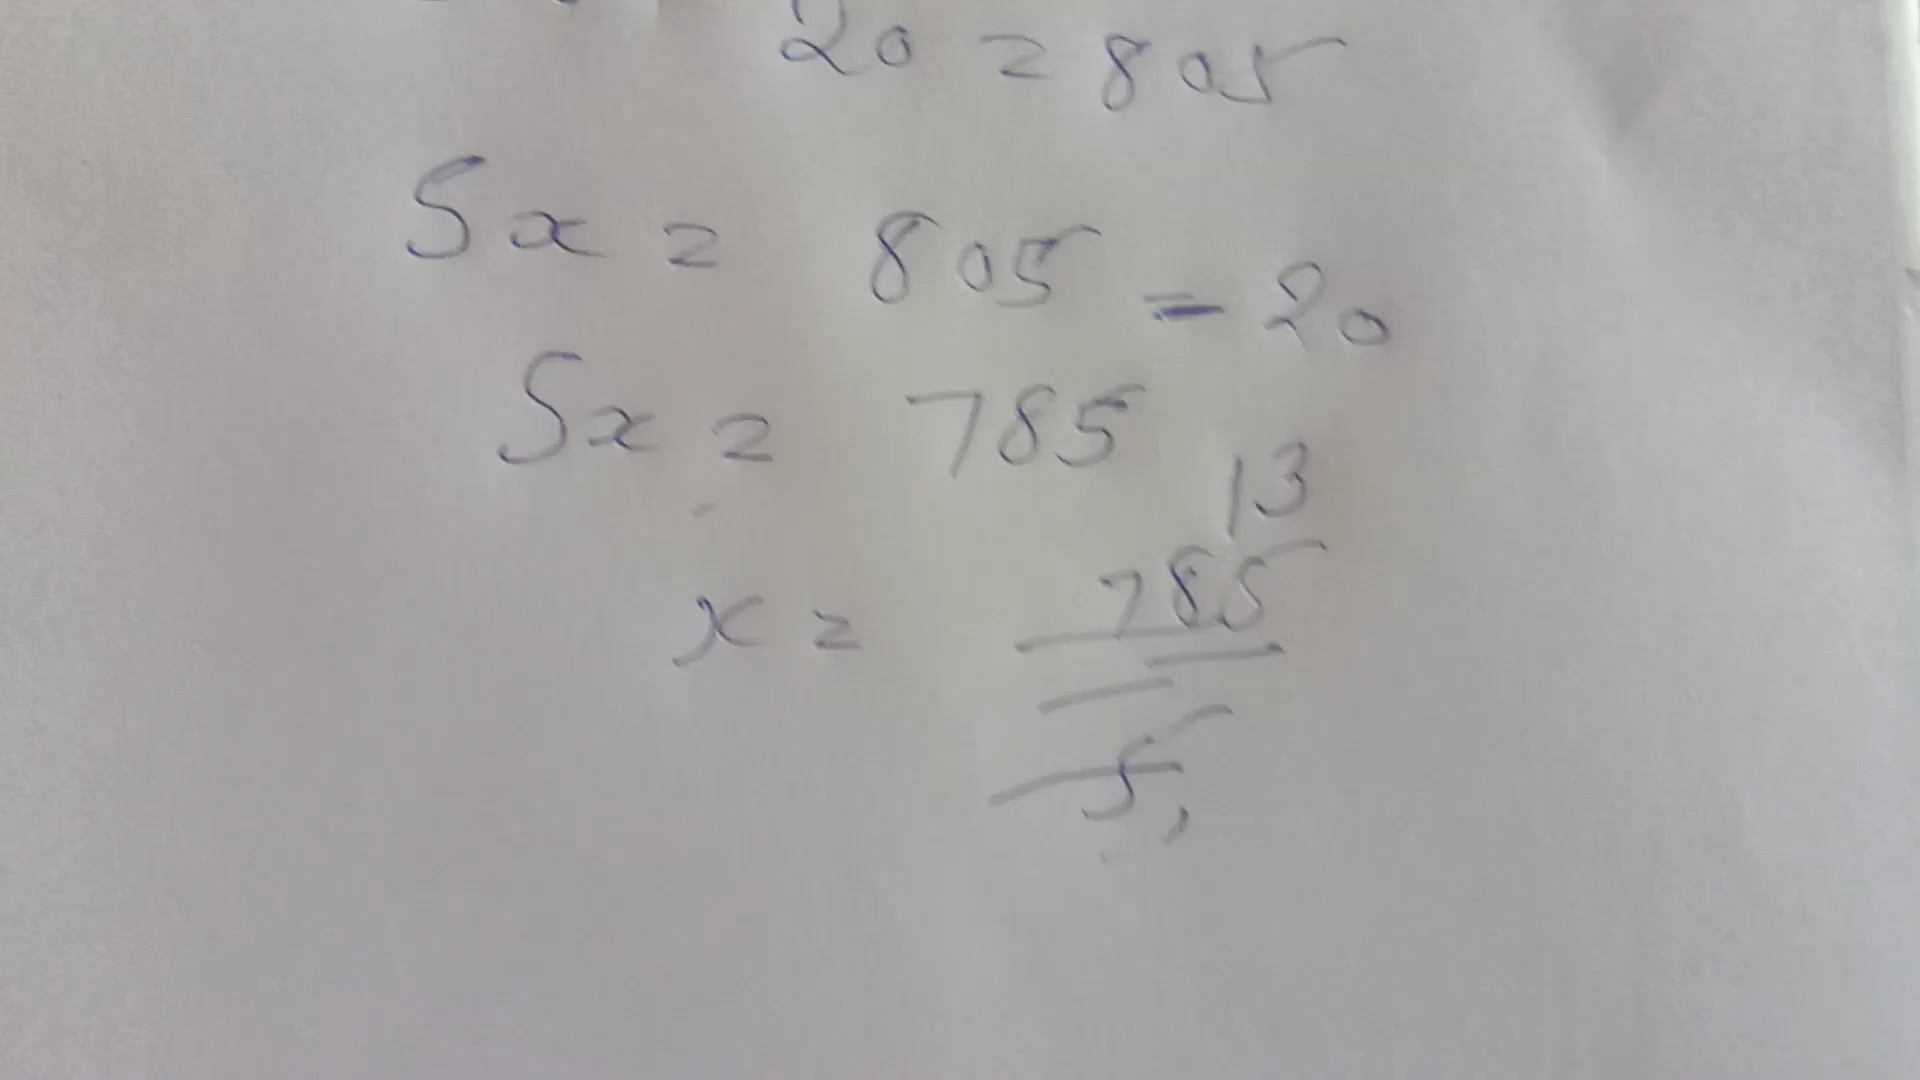 20 = 805
5x = 805 - 20
5x = 785
13
x = 785
5,